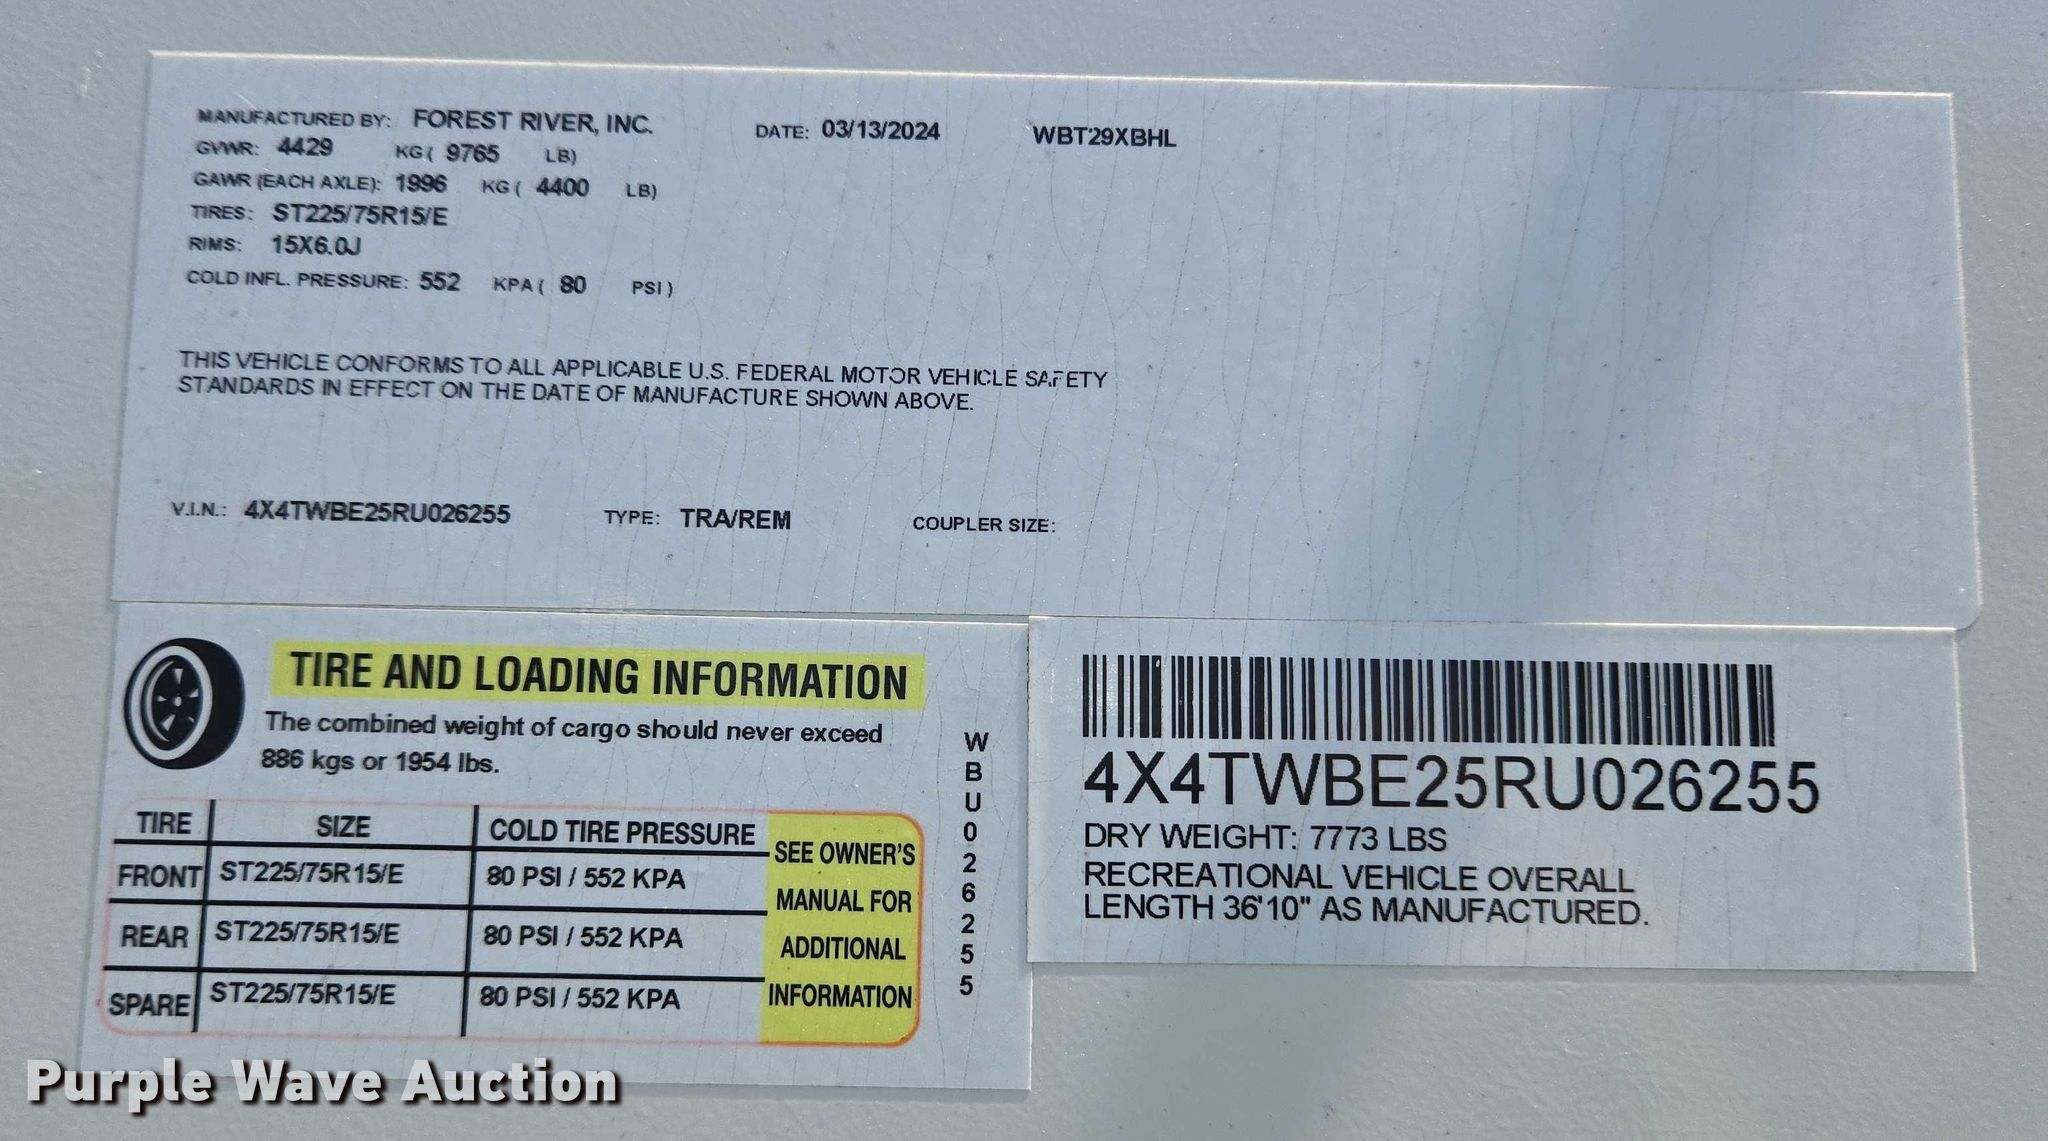 MANUFACTURED BY: FOREST RIVER, INC. DATE: 03/13/2024 WBT29XBHL
GVWR: 4429 KG ( 9765 LB)
GAWR (EACH AXLE): 1996 KG ( 4400 LB)
TIRES: ST225/75R15/E
RIMS: 15X6.0J
COLD INFL. PRESSURE: 552 KPA ( 80 PSI )
THIS VEHICLE CONFORMS TO ALL APPLICABLE U.S. FEDERAL MOTOR VEHICLE SAFETY
STANDARDS IN EFFECT ON THE DATE OF MANUFACTURE SHOWN ABOVE.
V.I.N.: 4X4TWBE25RU026255 TYPE: TRA/REM COUPLER SIZE:
TIRE AND LOADING INFORMATION
The combined weight of cargo should never exceed
886 kgs or 1954 lbs.
TIRE SIZE COLD TIRE PRESSURE
FRONT ST225/75R15/E 80 PSI / 552 KPA
REAR ST225/75R15/E 80 PSI / 552 KPA
SPARE ST225/75R15/E 80 PSI / 552 KPA
SEE OWNER'S
MANUAL FOR
ADDITIONAL
INFORMATION
WBU026255
4X4TWBE25RU026255
DRY WEIGHT: 7773 LBS
RECREATIONAL VEHICLE OVERALL
LENGTH 36'10" AS MANUFACTURED.
Purple Wave Auction